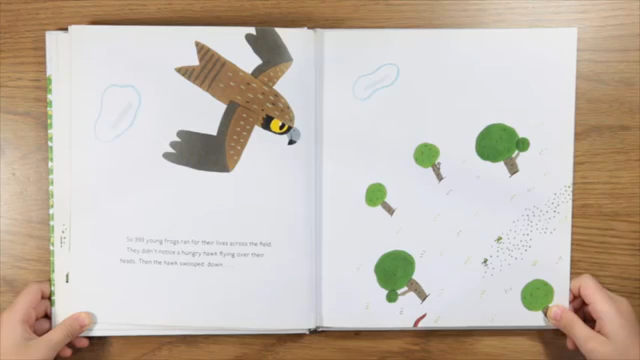 So 999 young frogs ran for their lives across the field.
They didn't notice a hungry hawk flying over their
heads. Then the hawk swooped down...